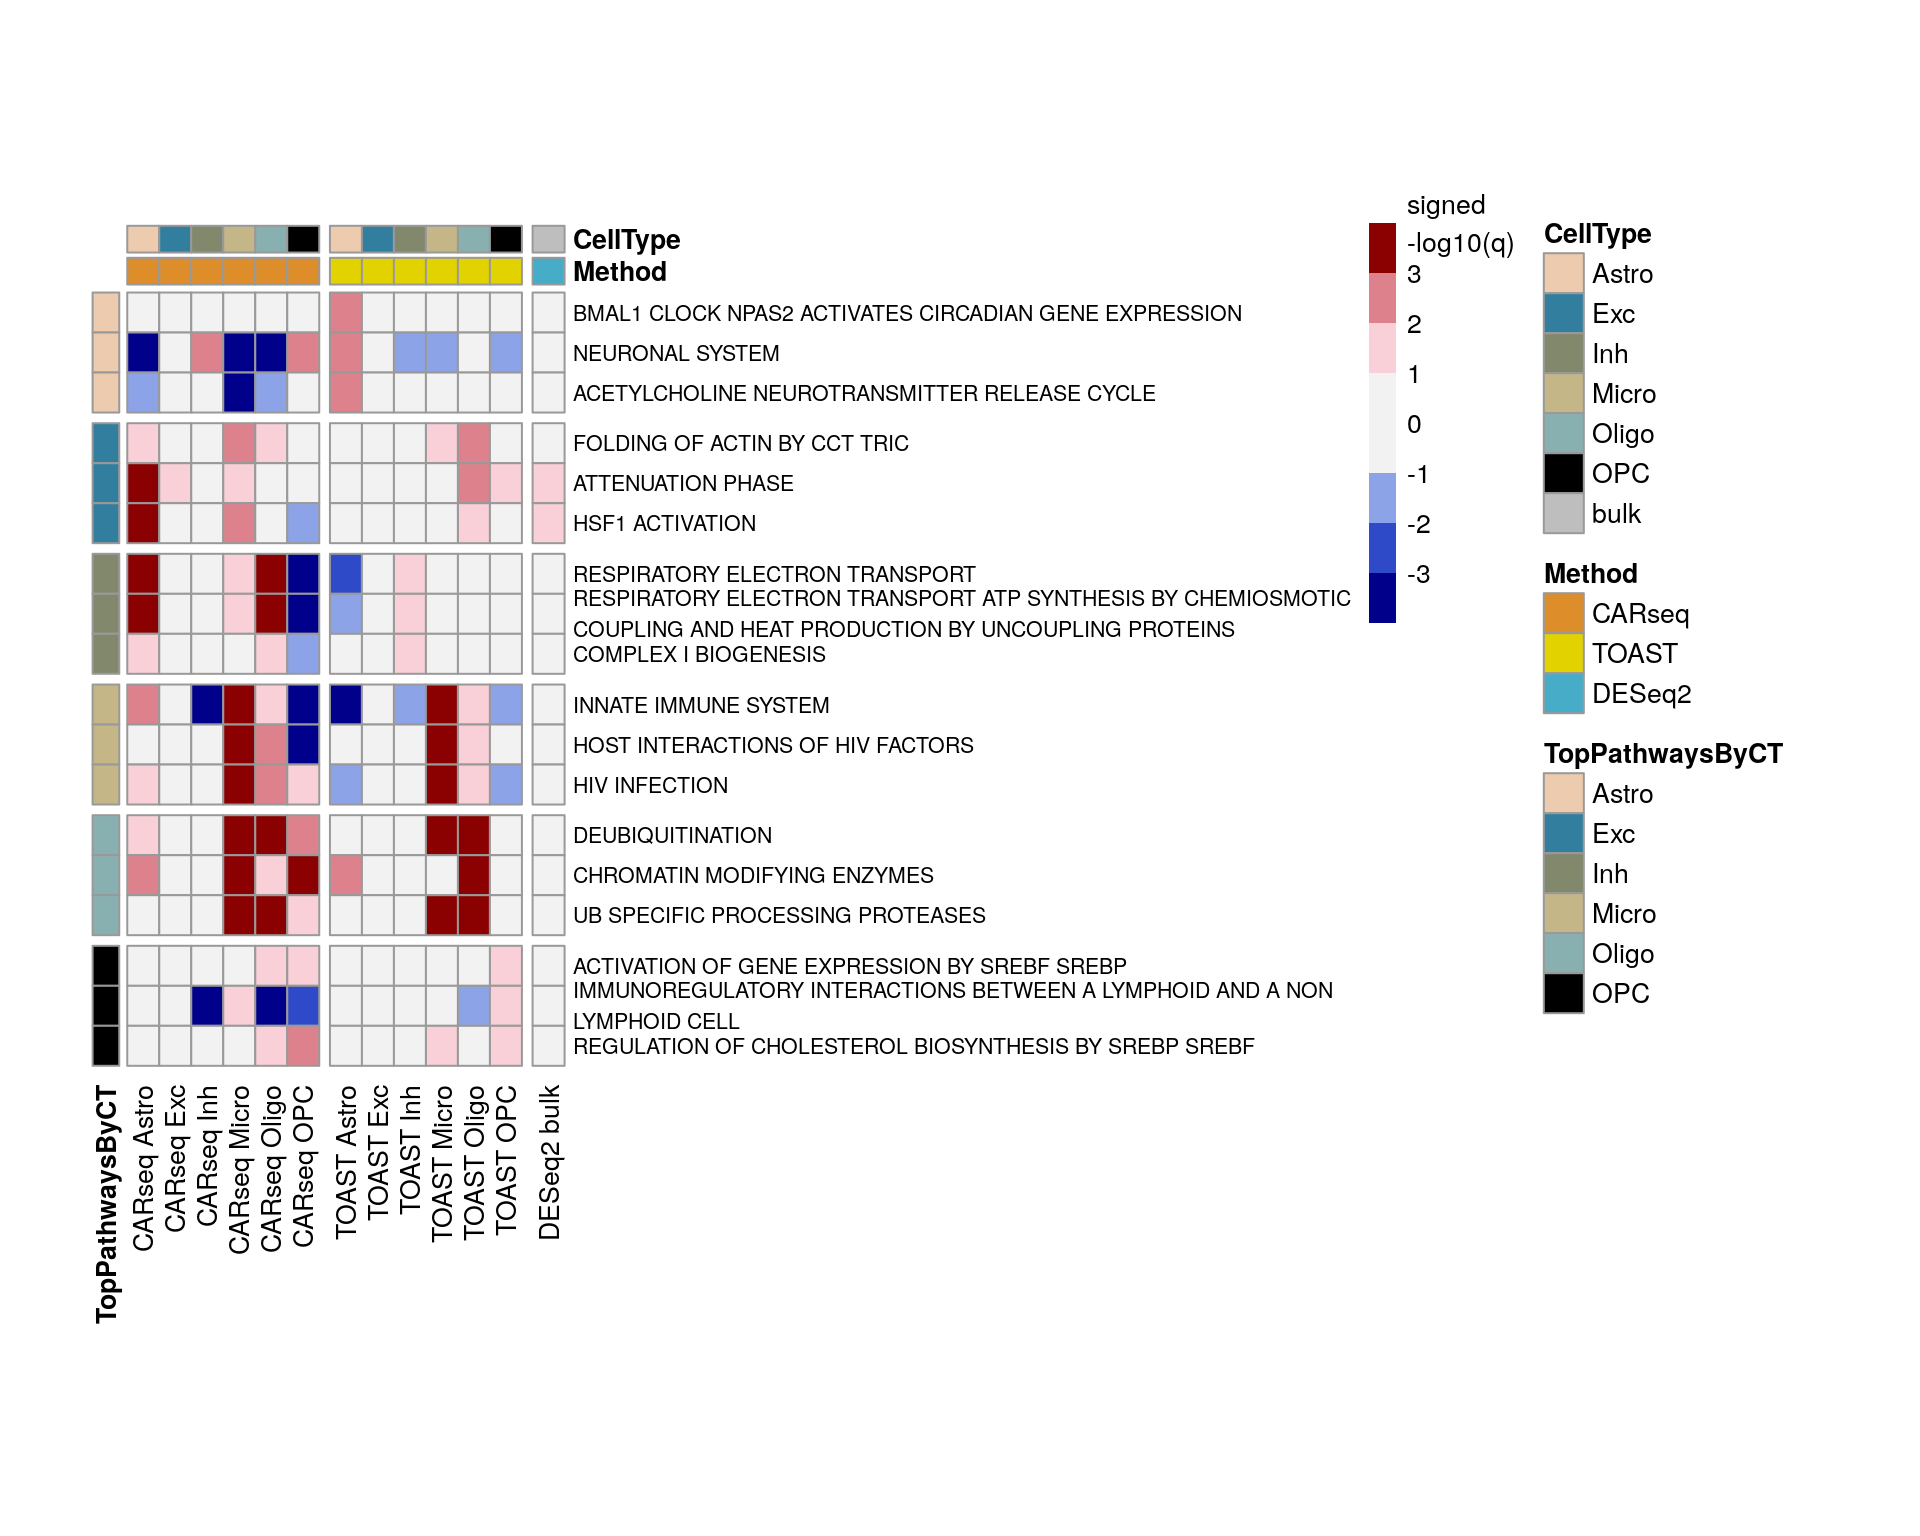 CellType
Method
BMAL1 CLOCK NPAS2 ACTIVATES CIRCADIAN GENE EXPRESSION
NEURONAL SYSTEM
ACETYLCHOLINE NEUROTRANSMITTER RELEASE CYCLE
FOLDING OF ACTIN BY CCT TRIC
ATTENUATION PHASE
HSF1 ACTIVATION
RESPIRATORY ELECTRON TRANSPORT
RESPIRATORY ELECTRON TRANSPORT ATP SYNTHESIS BY CHEMIOSMOTIC
COUPLING AND HEAT PRODUCTION BY UNCOUPLING PROTEINS
COMPLEX I BIOGENESIS
INNATE IMMUNE SYSTEM
HOST INTERACTIONS OF HIV FACTORS
HIV INFECTION
DEUBIQUITINATION
CHROMATIN MODIFYING ENZYMES
UB SPECIFIC PROCESSING PROTEASES
ACTIVATION OF GENE EXPRESSION BY SREBF SREBP
IMMUNOREGULATORY INTERACTIONS BETWEEN A LYMPHOID AND A NON
LYMPHOID CELL
REGULATION OF CHOLESTEROL BIOSYNTHESIS BY SREBP SREBF
TopPathwaysByCT
CARseq Astro
CARseq Exc
CARseq Inh
CARseq Micro
CARseq Oligo
CARseq OPC
TOAST Astro
TOAST Exc
TOAST Inh
TOAST Micro
TOAST Oligo
TOAST OPC
DESeq2 bulk
signed
-log10(q)
3
2
1
0
-1
-2
-3
CellType
Astro
Exc
Inh
Micro
Oligo
OPC
bulk
Method
CARseq
TOAST
DESeq2
TopPathwaysByCT
Astro
Exc
Inh
Micro
Oligo
OPC